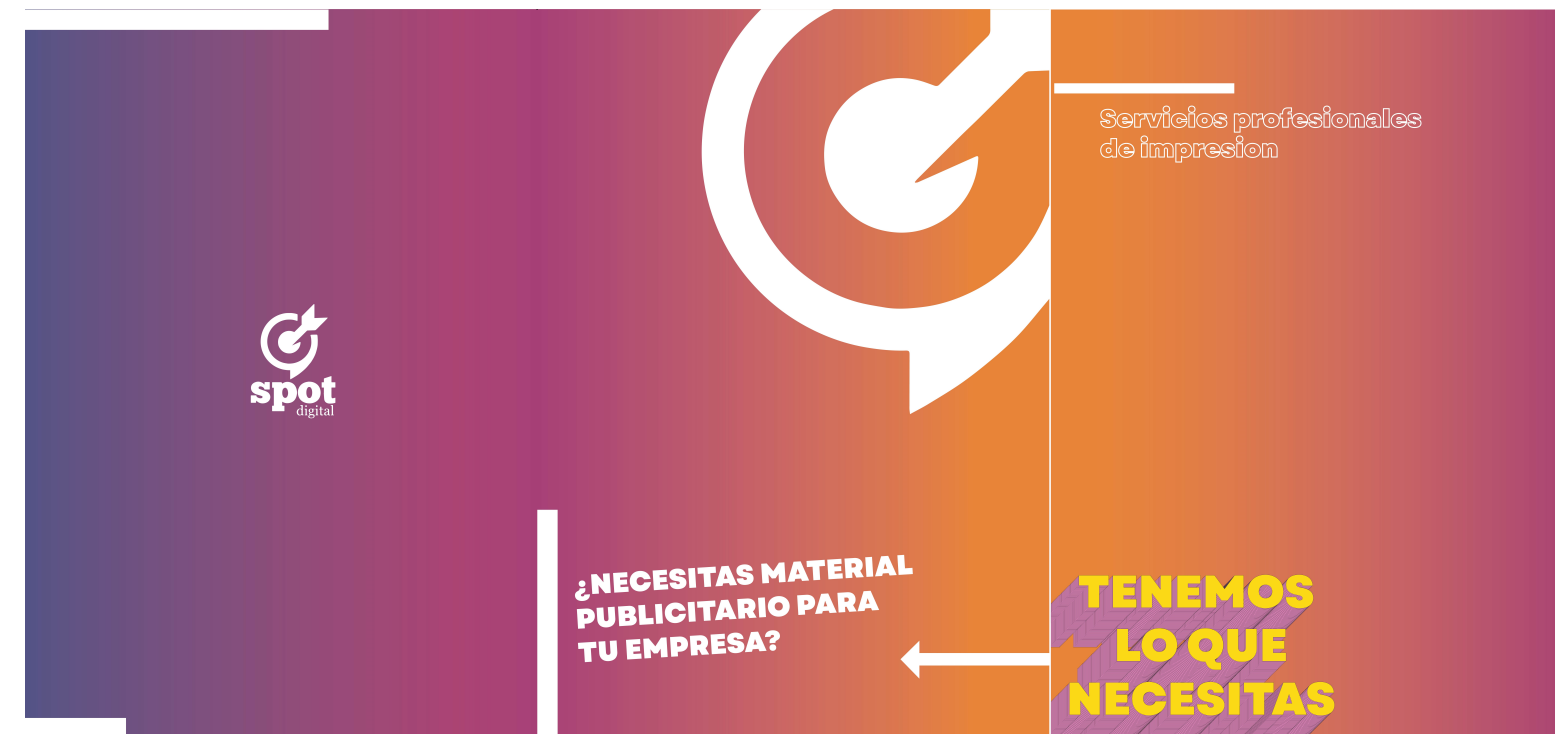 spot
digital
¿NECESITAS MATERIAL
PUBLICITARIO PARA
TU EMPRESA?
Servicios profesionales
de impresion
TENEMOS
LO QUE
NECESITAS